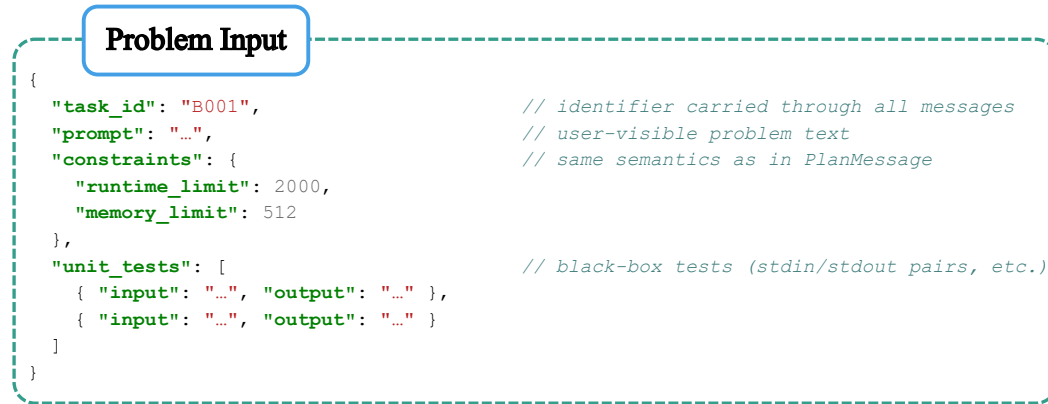 Problem Input
{
"task_id": "B001", // identifier carried through all messages
"prompt": "…", // user-visible problem text
"constraints": { // same semantics as in PlanMessage
"runtime_limit": 2000,
"memory_limit": 512
},
"unit_tests": [ // black-box tests (stdin/stdout pairs, etc.)
{ "input": "…", "output": "…" },
{ "input": "…", "output": "…" }
]
}